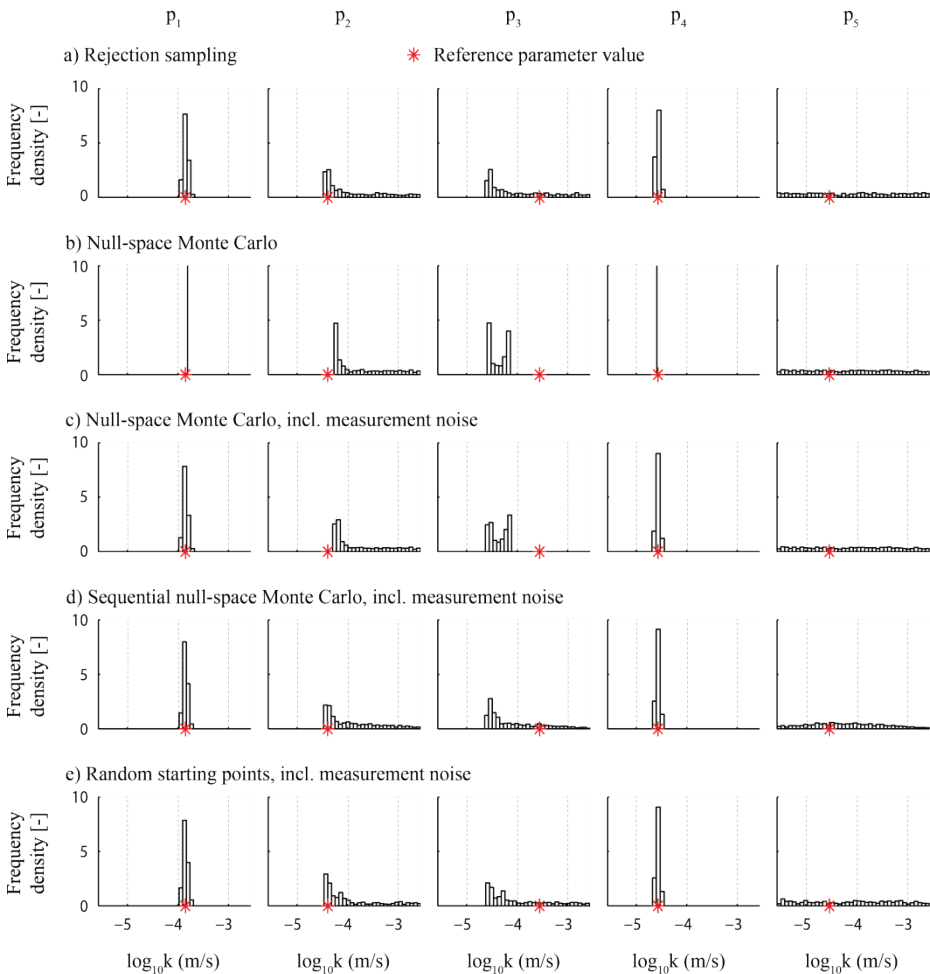 p1 p2 p3 p4 p5
a) Rejection sampling
Reference parameter value
Frequency
density [-]
10
5
0
b) Null-space Monte Carlo
Frequency
density [-]
10
5
0
c) Null-space Monte Carlo, incl. measurement noise
Frequency
density [-]
10
5
0
d) Sequential null-space Monte Carlo, incl. measurement noise
Frequency
density [-]
10
5
0
e) Random starting points, incl. measurement noise
Frequency
density [-]
10
5
0
−5 −4 −3 −5 −4 −3 −5 −4 −3 −5 −4 −3 −5 −4 −3
log10k (m/s) log10k (m/s) log10k (m/s) log10k (m/s) log10k (m/s)